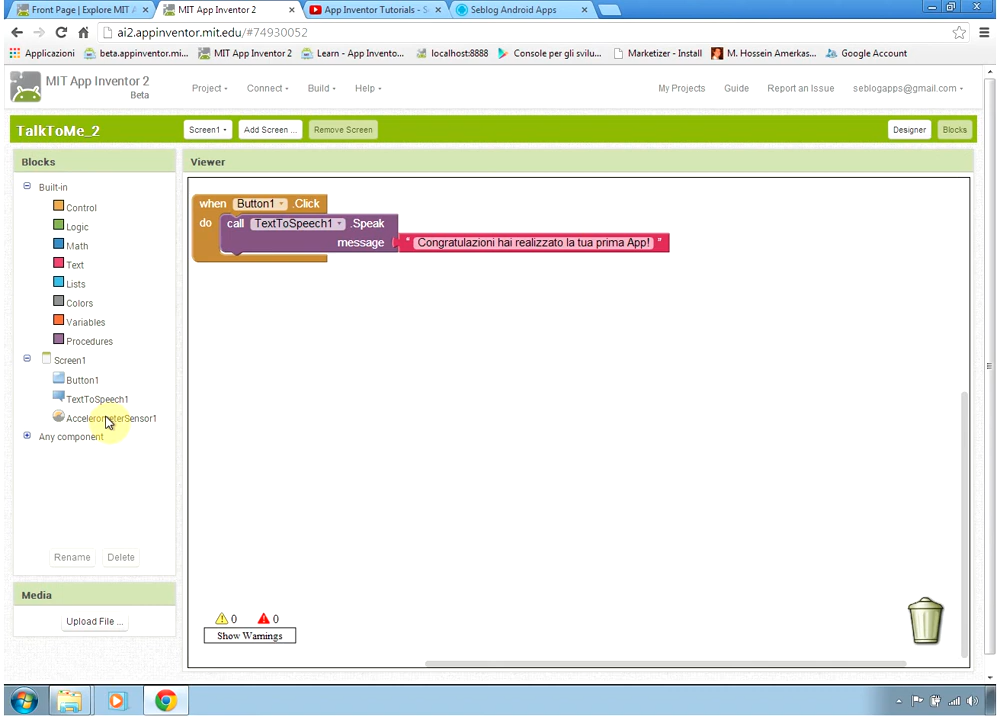 Front Page | Explore MIT A
MIT App Inventor 2
App Inventor Tutorials - S
Seblog Android Apps
ai2.appinventor.mit.edu/#74930052
Applicazioni
beta.appinventor.mi...
MIT App Inventor 2
Learn - App Invento...
localhost:8888
Console per gli svilu...
Marketizer - Install
M. Hossein Amerkas...
Google Account
MIT App Inventor 2
Beta
Project
Connect
Build
Help
My Projects
Guide
Report an Issue
seblogapps@gmail.com
TalkToMe_2
Screen1
Add Screen ...
Remove Screen
Designer
Blocks
Blocks
Viewer
Built-in
Control
Logic
Math
Text
Lists
Colors
Variables
Procedures
Screen1
Button1
TextToSpeech1
AccelerometerSensor1
Any component
Rename
Delete
Media
Upload File ...
when Button1 .Click
do call TextToSpeech1 .Speak
message " Congratulazioni hai realizzato la tua prima App! "
0 0
Show Warnings